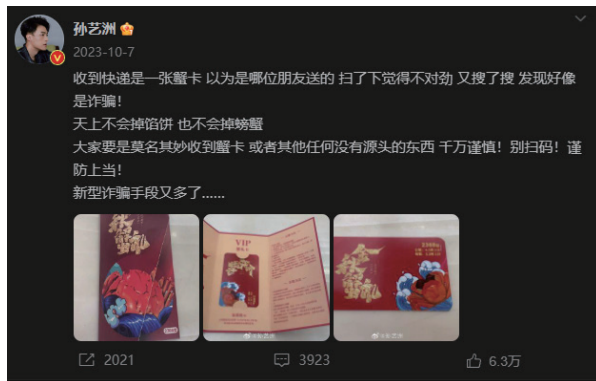 孙艺洲
2023-10-7
收到快递是一张蟹卡 以为是哪位朋友送的 扫了下觉得不对劲 又搜了搜 发现好像
是诈骗！
天上不会掉馅饼 也不会掉螃蟹
大家要是莫名其妙收到蟹卡 或者其他任何没有源头的东西 千万谨慎！别扫码！谨
防上当！
新型诈骗手段又多了......
VIP
2021
3923
6.3万